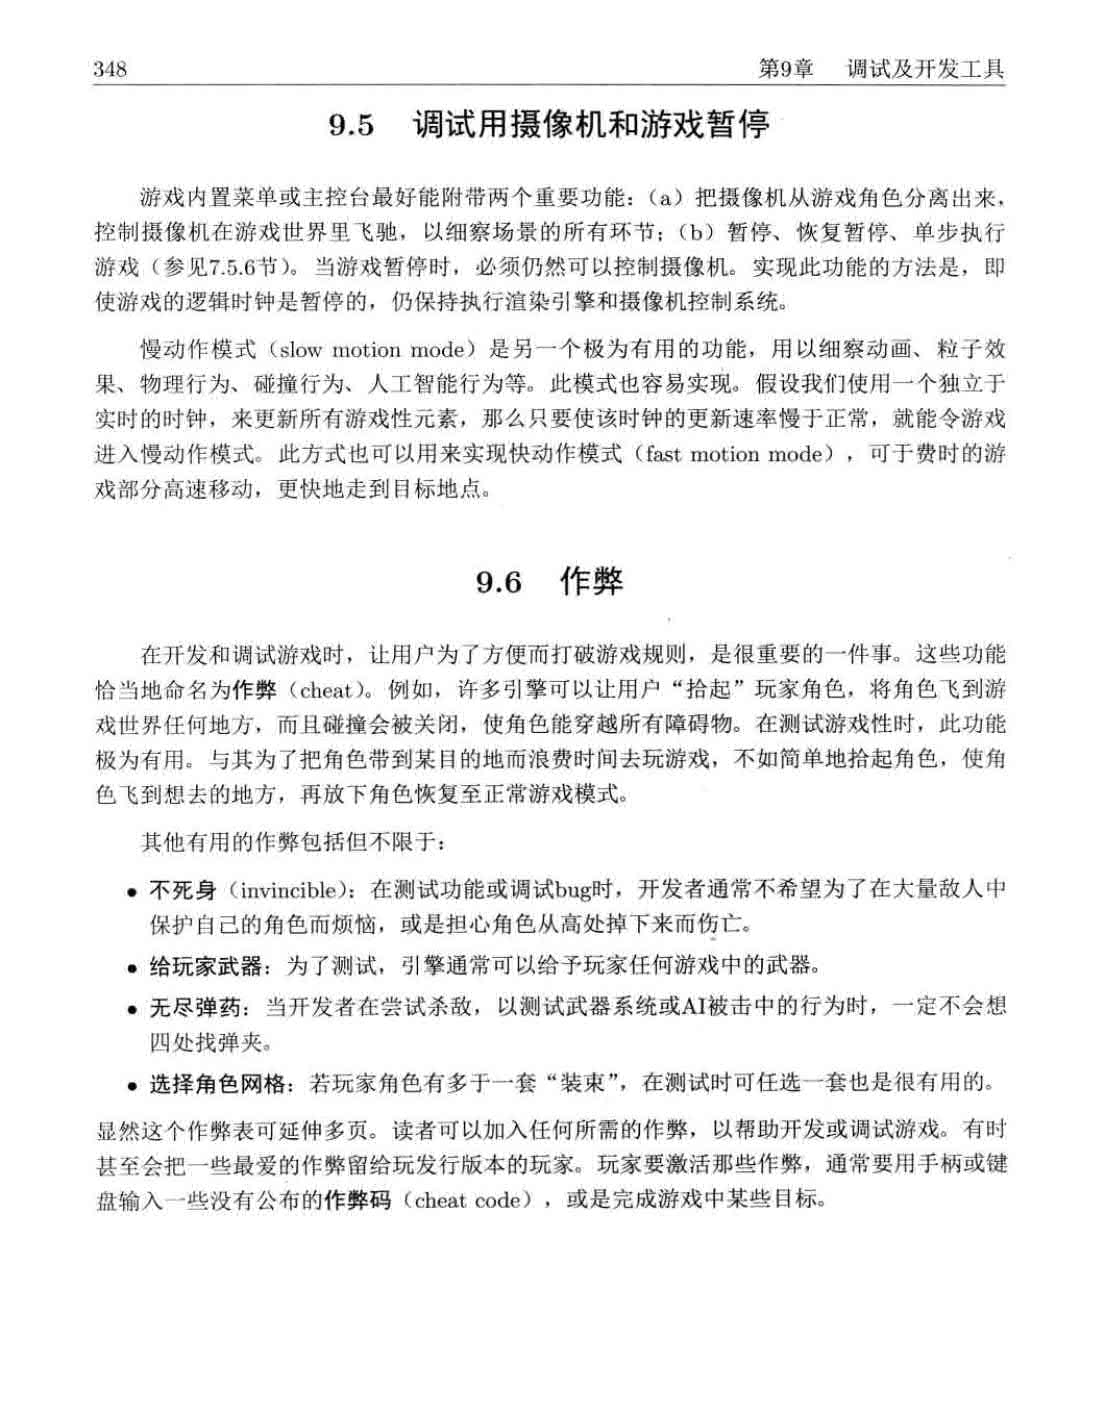 348 第9章 调试及开发工具
9.5 调试用摄像机和游戏暂停
游戏内置菜单或主控台最好能附带两个重要功能：（a）把摄像机从游戏角色分离出来，
控制摄像机在游戏世界里飞驰，以细察场景的所有环节；（b）暂停、恢复暂停、单步执行
游戏（参见7.5.6节）。当游戏暂停时，必须仍然可以控制摄像机。实现此功能的方法是，即
使游戏的逻辑时钟是暂停的，仍保持执行渲染引擎和摄像机控制系统。
慢动作模式（slow motion mode）是另一个极为有用的功能，用以细察动画、粒子效
果、物理行为、碰撞行为、人工智能行为等。此模式也容易实现。假设我们使用一个独立于
实时的时钟，来更新所有游戏性元素，那么只要使该时钟的更新速率慢于正常，就能令游戏
进入慢动作模式。此方式也可以用来实现快动作模式（fast motion mode），可于费时的游
戏部分高速移动，更快地走到目标地点。
9.6 作弊
在开发和调试游戏时，让用户为了方便而打破游戏规则，是很重要的一件事。这些功能
恰当地命名为作弊（cheat）。例如，许多引擎可以让用户“拾起”玩家角色，将角色飞到游
戏世界任何地方，而且碰撞会被关闭，使角色能穿越所有障碍物。在测试游戏性时，此功能
极为有用。与其为了把角色带到某目的地而浪费时间去玩游戏，不如简单地拾起角色，使角
色飞到想去的地方，再放下角色恢复至正常游戏模式。
其他有用的作弊包括但不限于：
• 不死身（invincible）：在测试功能或调试bug时，开发者通常不希望为了在大量敌人中
保护自己的角色而烦恼，或是担心角色从高处掉下来而伤亡。
• 给玩家武器：为了测试，引擎通常可以给予玩家任何游戏中的武器。
• 无尽弹药：当开发者在尝试杀敌，以测试武器系统或AI被击中的行为时，一定不会想
四处找弹夹。
• 选择角色网格：若玩家角色有多于一套“装束”，在测试时可任选一套也是很有用的。
显然这个作弊表可延伸多页。读者可以加入任何所需的作弊，以帮助开发或调试游戏。有时
甚至会把一些最爱的作弊留给玩发行版本的玩家。玩家要激活那些作弊，通常要用手柄或键
盘输入一些没有公布的作弊码（cheat code），或是完成游戏中某些目标。